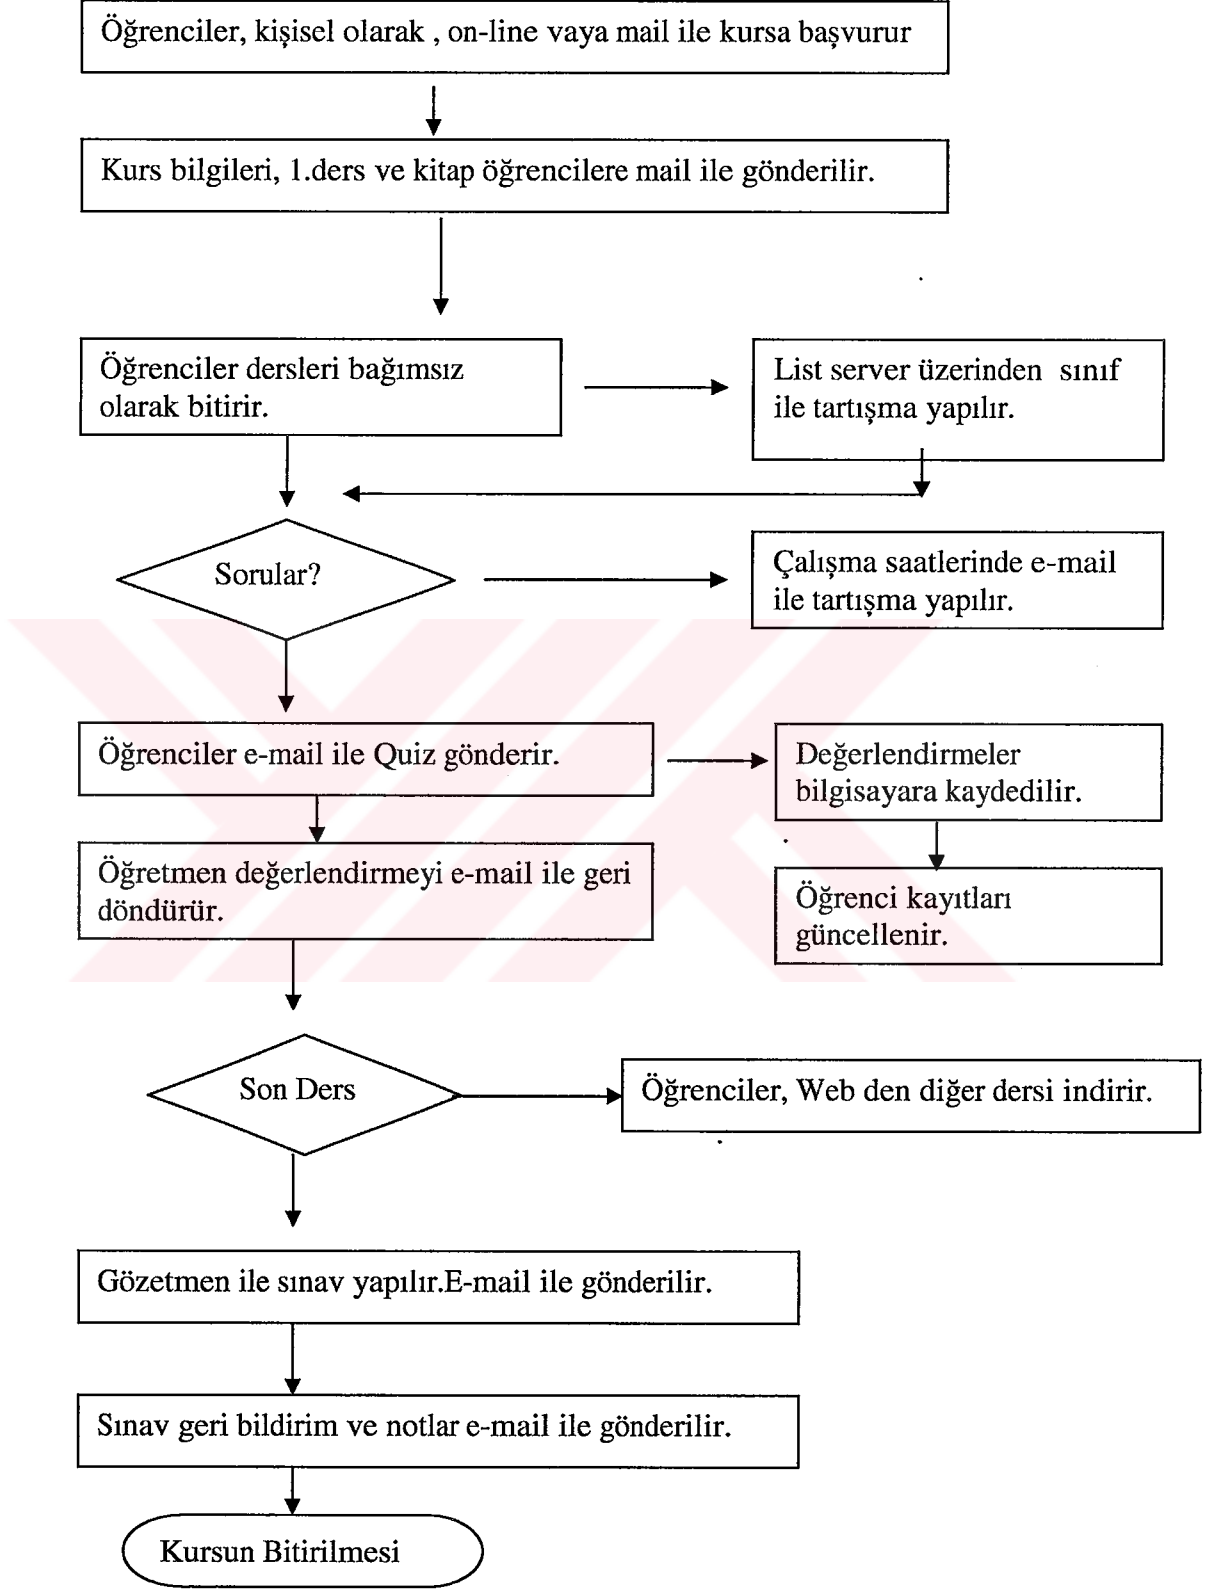 Öğrenciler, kişisel olarak , on-line vaya mail ile kursa başvurur
Kurs bilgileri, 1.ders ve kitap öğrencilere mail ile gönderilir.
Öğrenciler dersleri bağımsız
olarak bitirir.
List server üzerinden sınıf
ile tartışma yapılır.
Sorular?
Çalışma saatlerinde e-mail
ile tartışma yapılır.
Öğrenciler e-mail ile Quiz gönderir.
Değerlendirmeler
bilgisayara kaydedilir.
Öğretmen değerlendirmeyi e-mail ile geri
döndürür.
Öğrenci kayıtları
güncellenir.
Son Ders
Öğrenciler, Web den diğer dersi indirir.
Gözetmen ile sınav yapılır.E-mail ile gönderilir.
Sınav geri bildirim ve notlar e-mail ile gönderilir.
Kursun Bitirilmesi